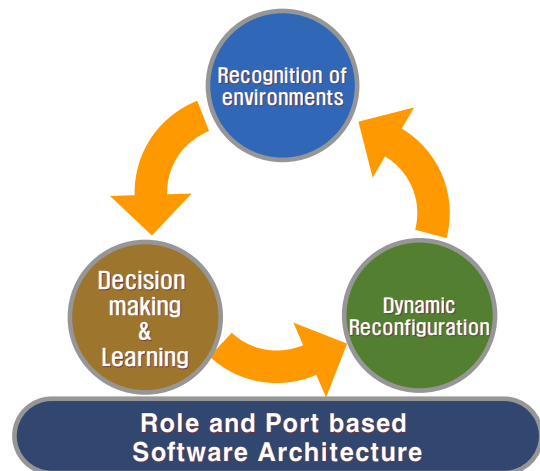 Recognition of
environments
Decision
making
&
Learning
Dynamic
Reconfiguration
Role and Port based
Software Architecture